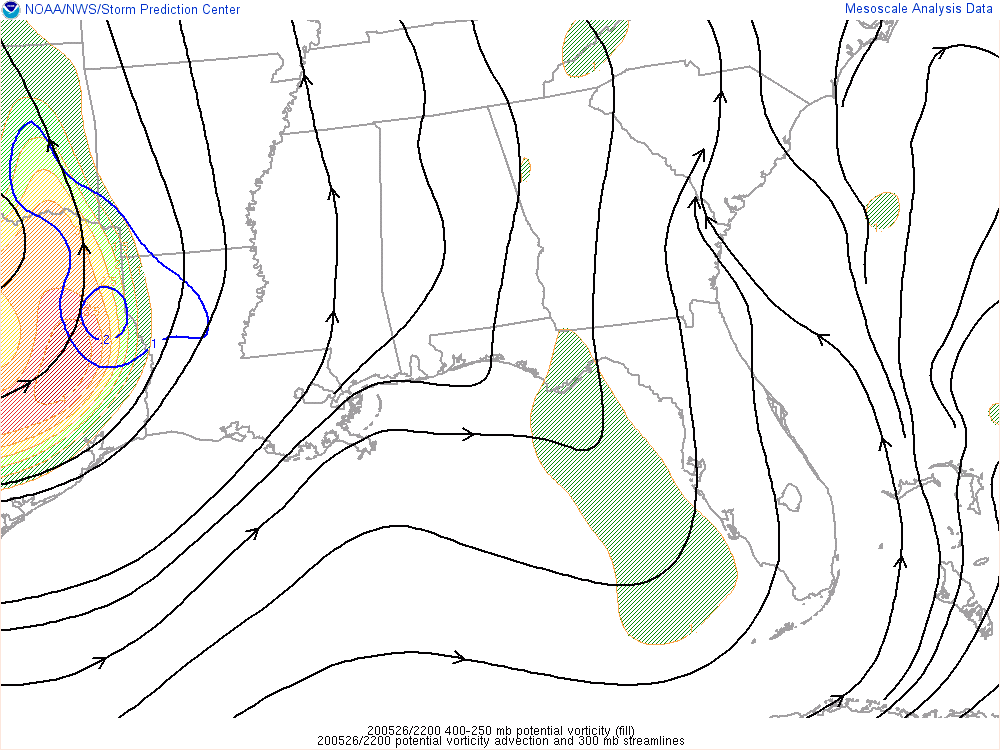 NOAA/NWS/Storm Prediction Center
Mesoscale Analysis Data
2
1
200526/2200 400-250 mb potential vorticity (fill)
200526/2200 potential vorticity advection and 300 mb streamlines